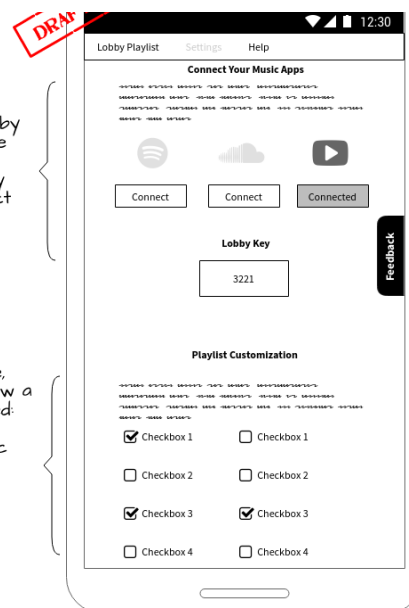 DRAF
12:30
Lobby Playlist Settings Help
Connect Your Music Apps
Connect Connect Connected
Feedback
Lobby Key
3221
Playlist Customization
Checkbox 1 Checkbox 1
Checkbox 2 Checkbox 2
Checkbox 3 Checkbox 3
Checkbox 4 Checkbox 4